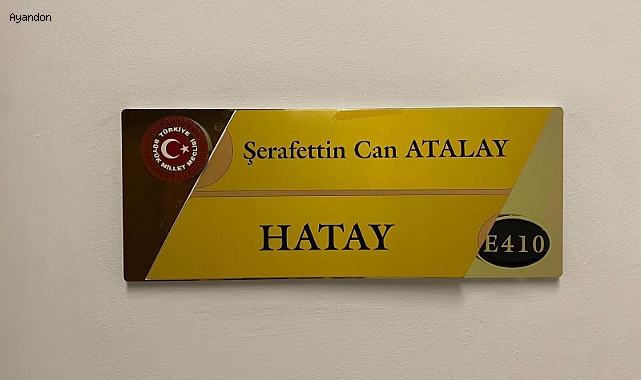 Ayandon
TÜRKİYE
BÜYÜK MİLLET MECLİSİ
Şerafettin Can ATALAY
HATAY
E410